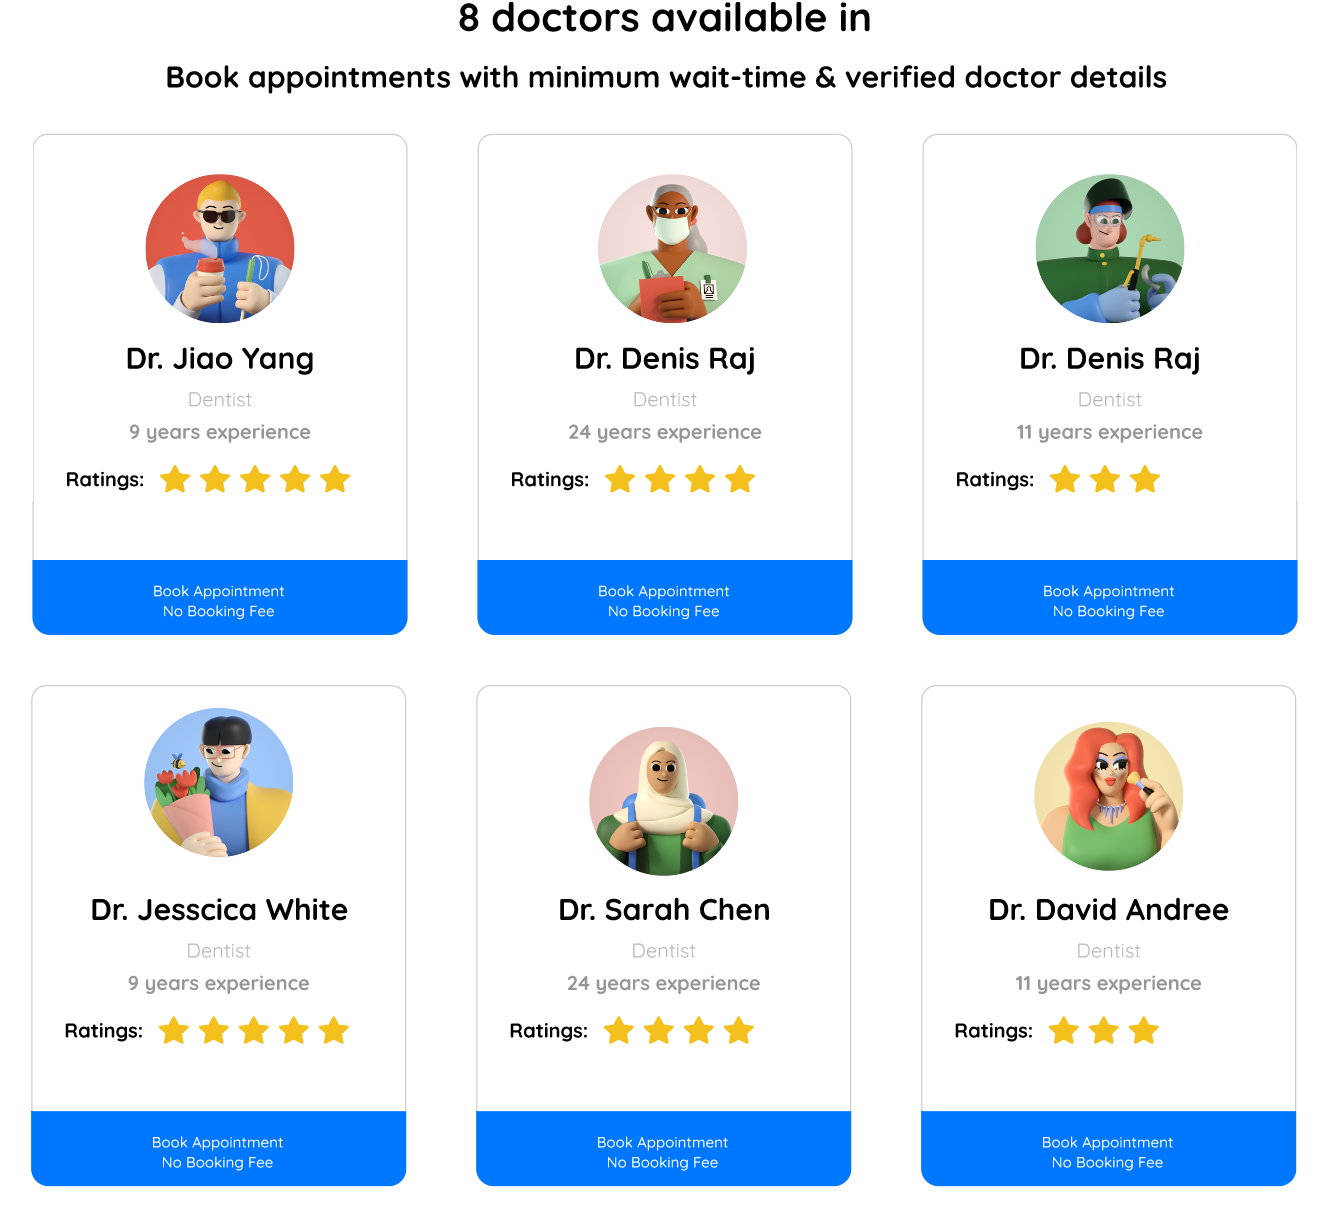 8 doctors available in
Book appointments with minimum wait-time & verified doctor details
Dr. Jiao Yang
Dentist
9 years experience
Ratings:
Book Appointment
No Booking Fee
Dr. Denis Raj
Dentist
24 years experience
Ratings:
Book Appointment
No Booking Fee
Dr. Denis Raj
Dentist
11 years experience
Ratings:
Book Appointment
No Booking Fee
Dr. Jesscica White
Dentist
9 years experience
Ratings:
Book Appointment
No Booking Fee
Dr. Sarah Chen
Dentist
24 years experience
Ratings:
Book Appointment
No Booking Fee
Dr. David Andree
Dentist
11 years experience
Ratings:
Book Appointment
No Booking Fee